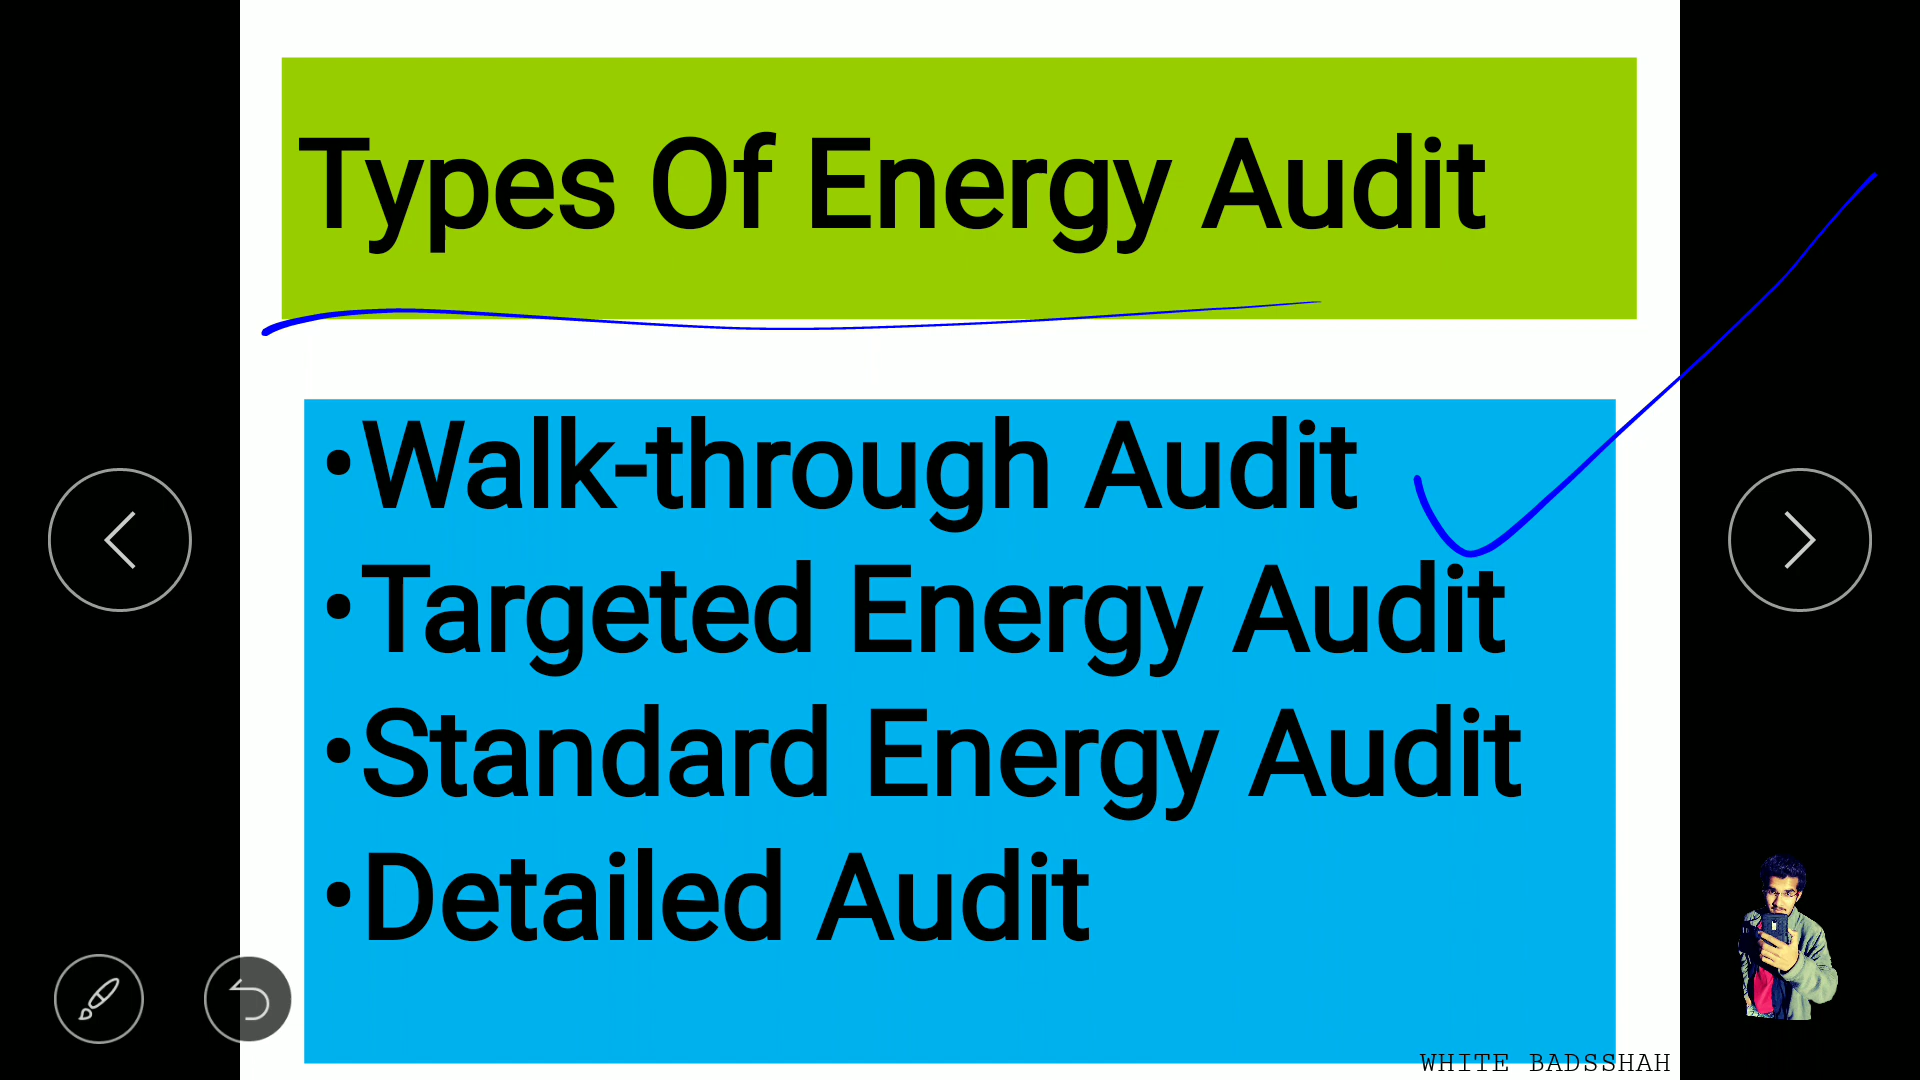 Types Of Energy Audit
•Walk-through Audit
•Targeted Energy Audit
•Standard Energy Audit
•Detailed Audit
WHITE BADSSHAH